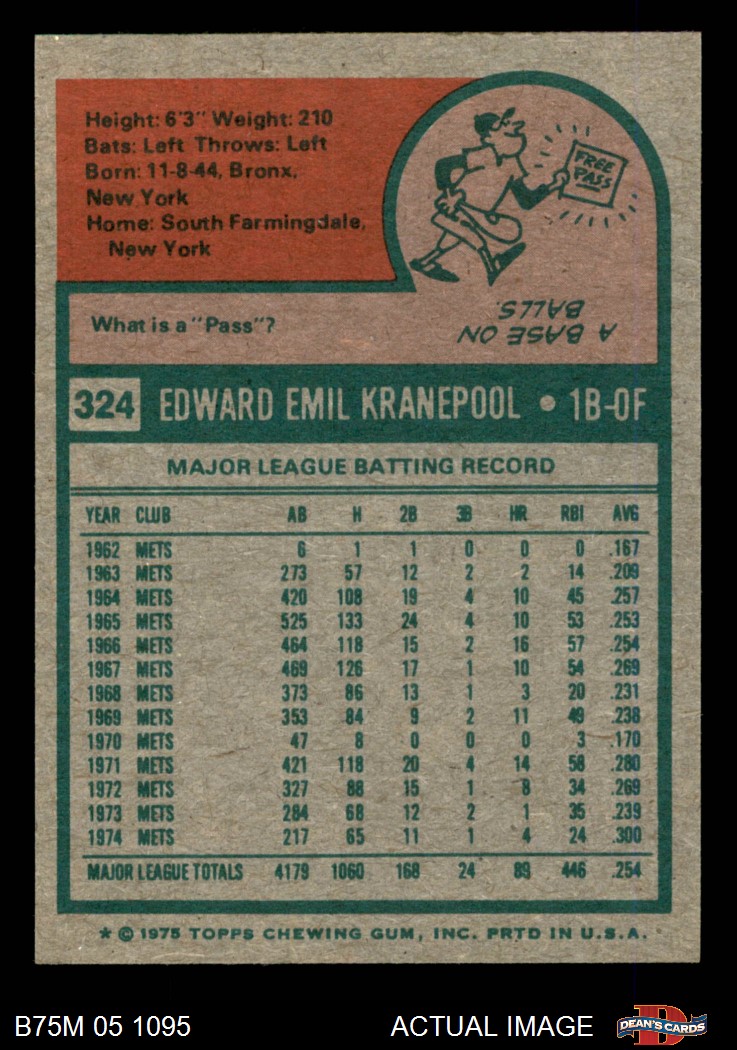 Height: 6'3" Weight: 210
Bats: Left Throws: Left
Born: 11-8-44, Bronx,
New York
Home: South Farmingdale,
New York
FREE
PASS
What is a "Pass"?
A BASE ON
BALLS.
324 EDWARD EMIL KRANEPOOL • 1B-OF
MAJOR LEAGUE BATTING RECORD
YEAR CLUB AB H 2B 3B HR RBI AVG
1962 METS 6 1 1 0 0 0 .167
1963 METS 273 57 12 2 2 14 .209
1964 METS 420 108 19 4 10 45 .257
1965 METS 525 133 24 4 10 53 .253
1966 METS 464 118 15 2 16 57 .254
1967 METS 469 126 17 1 10 54 .269
1968 METS 373 86 13 1 3 20 .231
1969 METS 353 84 9 2 11 49 .238
1970 METS 47 8 0 0 0 3 .170
1971 METS 421 118 20 4 14 58 .280
1972 METS 327 88 15 1 8 34 .269
1973 METS 284 68 12 2 1 35 .239
1974 METS 217 65 11 1 4 24 .300
MAJOR LEAGUE TOTALS 4179 1060 168 24 89 446 .254
* © 1975 TOPPS CHEWING GUM, INC. PRTD IN U.S.A.
B75M 05 1095 ACTUAL IMAGE
D
DEAN'S CARDS